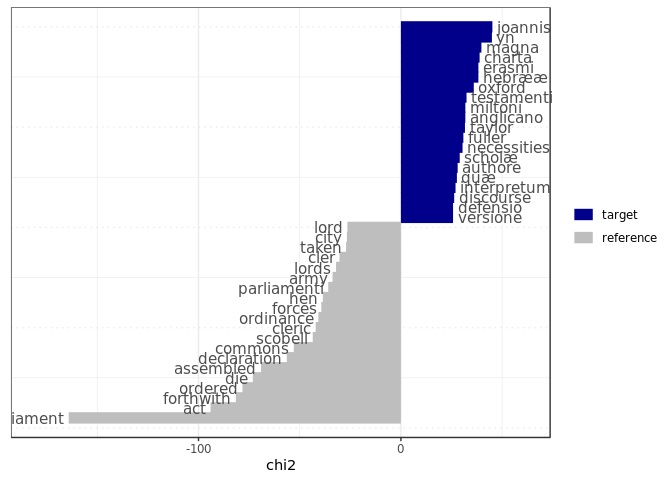 joannis
yn
magna
charta
erasmi
hebrææ
oxford
testamenti
miltoni
anglicano
taylor
fuller
necessities
scholæ
authore
quæ
interpretum
discourse
defensio
versione
lord
city
taken
cler
lords
army
parliamenti
hen
forces
ordinance
cleric
scobell
commons
declaration
assembled
die
ordered
forthwith
act
iament
-100
0
chi2
target
reference